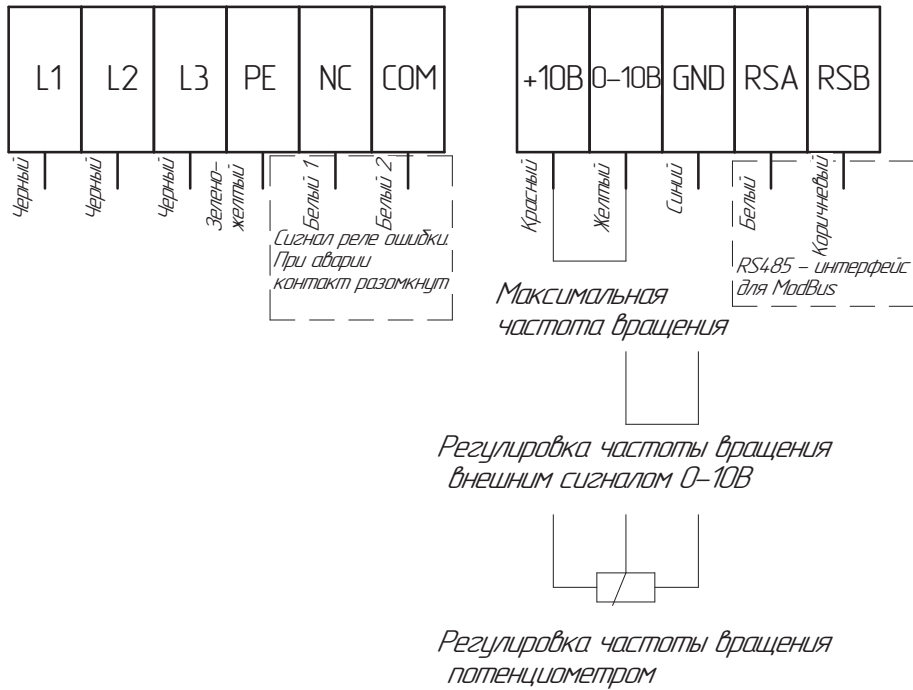 L1 L2 L3 PE NC COM
Черный
Черный
Черный
Зелено-
желтый
Белый 1
Белый 2
Сигнал реле ошибки.
При аварии
контакт разомкнут
+10В 0-10В GND RSA RSB
Красный
Желтый
Синий
Белый
Коричневый
RS485 - интерфейс
для ModBus
Максимальная
частота вращения
Регулировка частоты вращения
внешним сигналом 0-10В
Регулировка частоты вращения
потенциометром